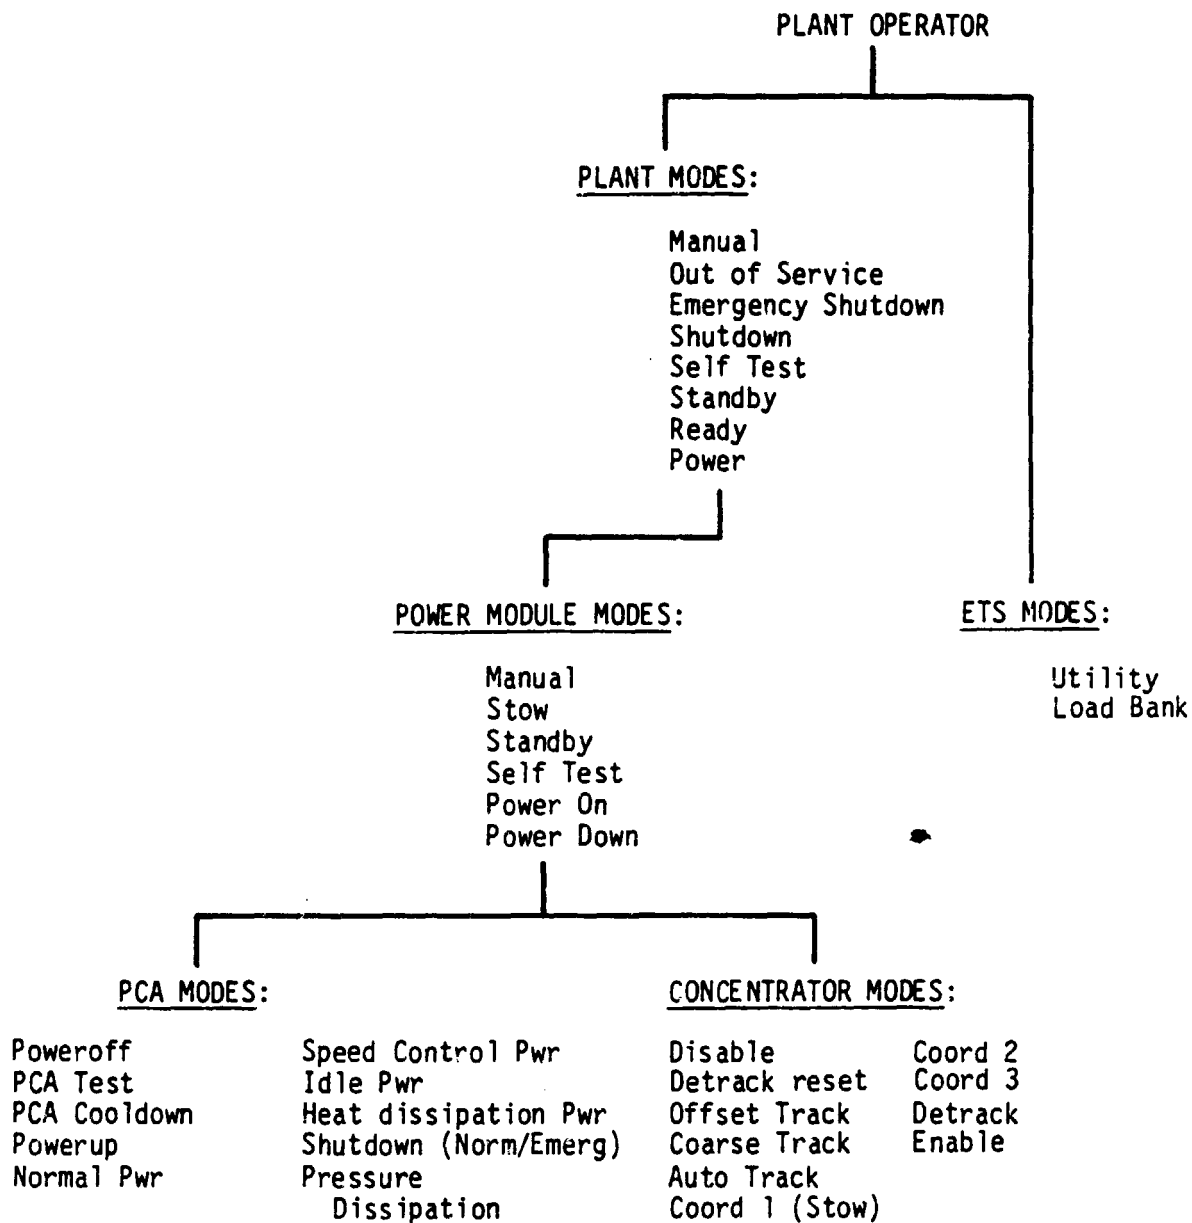 PLANT OPERATOR
PLANT MODES:
Manual
Out of Service
Emergency Shutdown
Shutdown
Self Test
Standby
Ready
Power
POWER MODULE MODES:
Manual
Stow
Standby
Self Test
Power On
Power Down
ETS MODES:
Utility
Load Bank
PCA MODES:
Poweroff
PCA Test
PCA Cooldown
Powerup
Normal Pwr
Speed Control Pwr
Idle Pwr
Heat dissipation Pwr
Shutdown (Norm/Emerg)
Pressure
Dissipation
CONCENTRATOR MODES:
Disable
Detrack reset
Offset Track
Coarse Track
Auto Track
Coord 1 (Stow)
Coord 2
Coord 3
Detrack
Enable